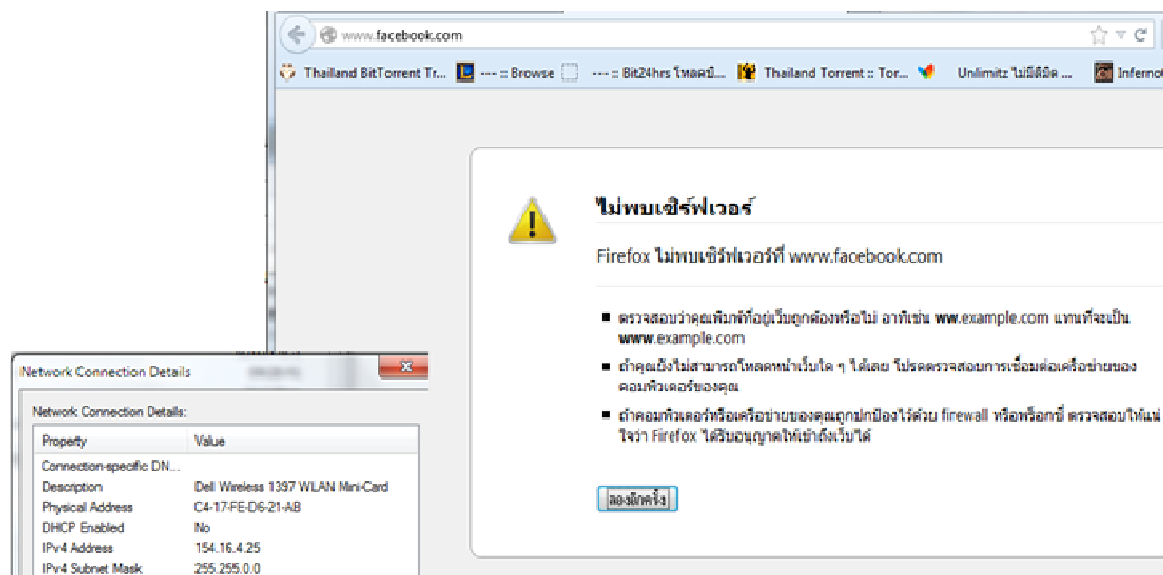 www.facebook.com
Thailand BitTorrent Tr... ---- :: Browse ---- :: Bit24hrs โหลดบิ... Thailand Torrent :: Tor... Unlimitz ไม่มีลิมิต ... Inferno
ไม่พบเซิร์ฟเวอร์
Firefox ไม่พบเซิร์ฟเวอร์ที่ www.facebook.com
ตรวจสอบว่าคุณพิมพ์ที่อยู่เว็บถูกต้องหรือไม่ อาทิเช่น ww.example.com แทนที่จะเป็น
www.example.com
ถ้าคุณยังไม่สามารถโหลดหน้าเว็บใด ๆ ได้เลย โปรดตรวจสอบการเชื่อมต่อเครือข่ายของ
คอมพิวเตอร์ของคุณ
ถ้าคอมพิวเตอร์หรือเครือข่ายของคุณถูกปกป้องไว้ด้วย firewall หรือพร็อกซี่ ตรวจสอบให้แน่
ใจว่า Firefox ได้รับอนุญาตให้เข้าถึงเว็บได้
ลองอีกครั้ง
Network Connection Details
Network Connection Details:
Property Value
Connection-specific DN...
Description Dell Wireless 1397 WLAN Mini-Card
Physical Address C4-17-FE-D6-21-AB
DHCP Enabled No
IPv4 Address 154.16.4.25
IPv4 Subnet Mask 255.255.0.0